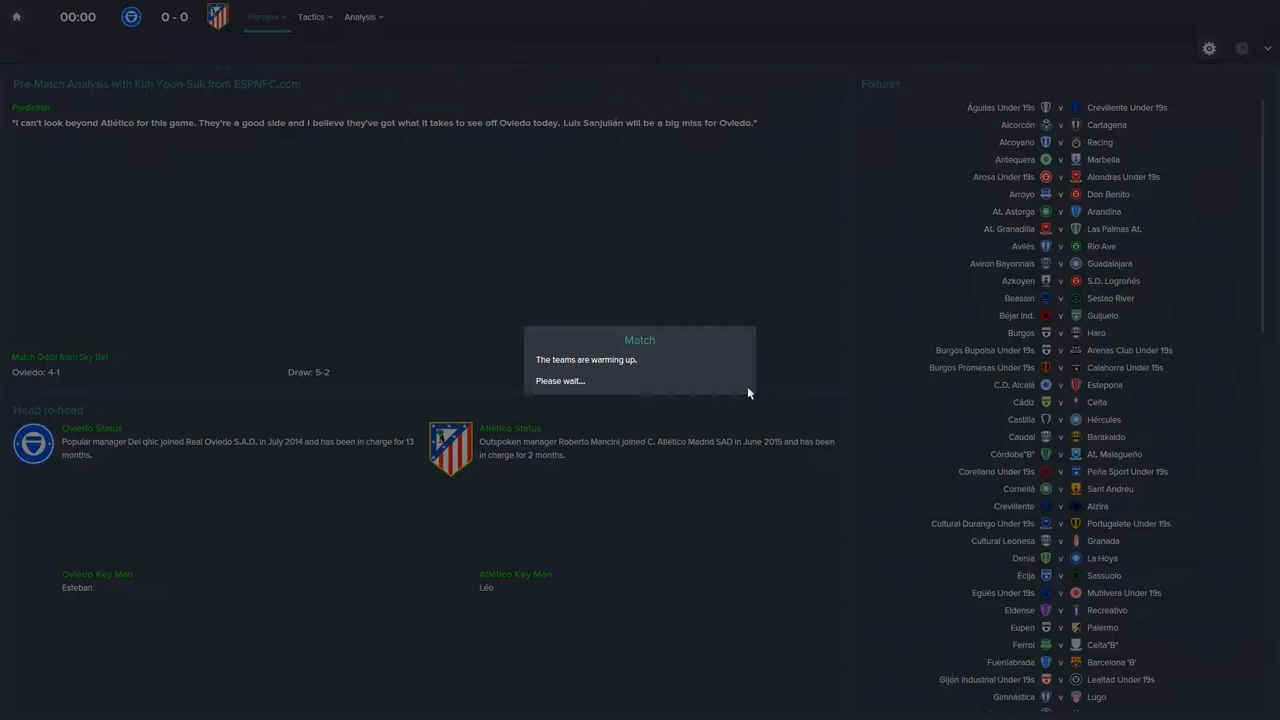 00:00
0 - 0
Preview
Tactics
Analysis
Pre-Match Analysis with Kim Yoon-Suk from ESPNFC.com
Prediction
"I can't look beyond Atlético for this game. They're a good side and I believe they've got what it takes to see off Oviedo today. Luis Sanjulián will be a big miss for Oviedo."
Match Odds from Sky Bet
Oviedo: 4-1
Draw: 5-2
Match
The teams are warming up.
Please wait...
Head-to-head
Oviedo Status
Popular manager Del qhic joined Real Oviedo S.A.D. in July 2014 and has been in charge for 13
months.
Atlético Status
Outspoken manager Roberto Mancini joined C. Atlético Madrid SAD in June 2015 and has been
in charge for 2 months.
Oviedo Key Man
Esteban
Atlético Key Man
Léo
Fixtures
Águilas Under 19s v Crevillente Under 19s
Alcorcón v Cartagena
Alcoyano v Racing
Antequera v Marbella
Arosa Under 19s v Alondras Under 19s
Arroyo v Don Benito
At. Astorga v Arandina
At. Granadilla v Las Palmas At.
Avilés v Rio Ave
Aviron Bayonnais v Guadalajara
Azkoyen v S.D. Logroñés
Beasain v Sestao River
Béjar Ind. v Guijuelo
Burgos v Haro
Burgos Bupolsa Under 19s v Arenas Club Under 19s
Burgos Promesas Under 19s v Calahorra Under 19s
C.D. Alcalá v Estepona
Cádiz v Celta
Castilla v Hércules
Caudal v Barakaldo
Córdoba"B" v At. Malagueño
Corellano Under 19s v Peña Sport Under 19s
Cornellá v Sant Andreu
Crevillente v Alzira
Cultural Durango Under 19s v Portugalete Under 19s
Cultural Leonesa v Granada
Denia v La Hoya
Écija v Sassuolo
Egüés Under 19s v Mutilvera Under 19s
Eldense v Recreativo
Eupen v Palermo
Ferrol v Celta"B"
Fuenlabrada v Barcelona 'B'
Gijón Industrial Under 19s v Lealtad Under 19s
Gimnástica v Lugo